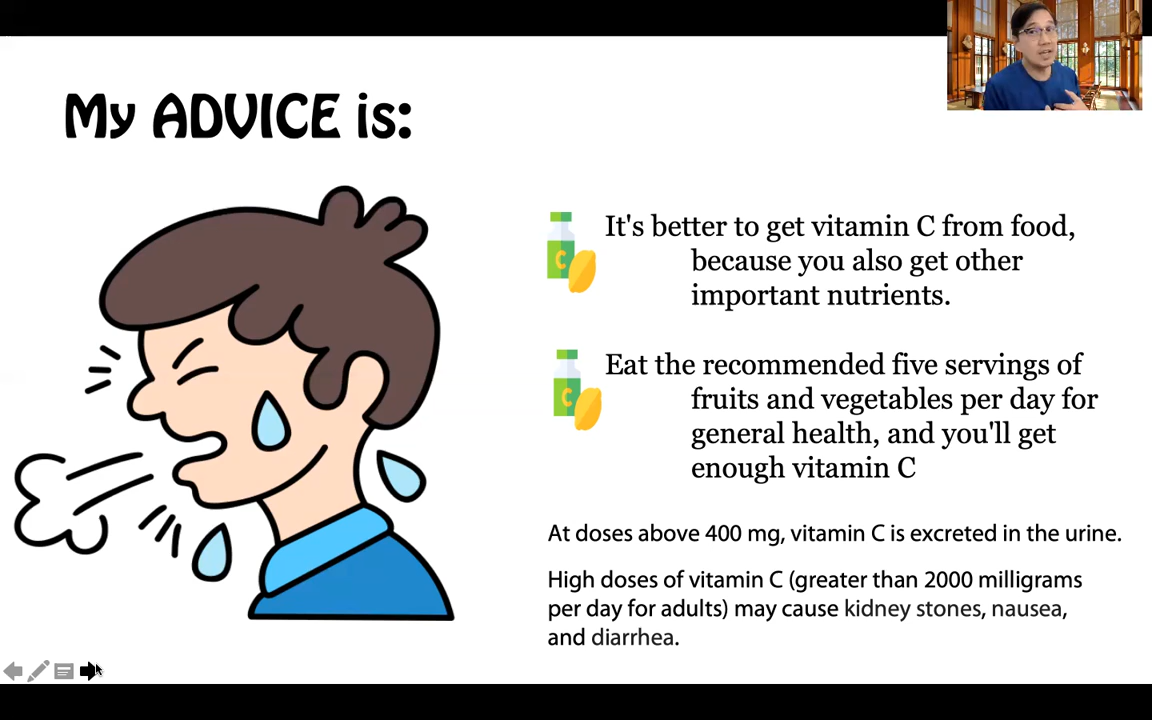 My ADVICE is:
It's better to get vitamin C from food,
because you also get other
important nutrients.
Eat the recommended five servings of
fruits and vegetables per day for
general health, and you'll get
enough vitamin C
At doses above 400 mg, vitamin C is excreted in the urine.
High doses of vitamin C (greater than 2000 milligrams
per day for adults) may cause kidney stones, nausea,
and diarrhea.
C
C